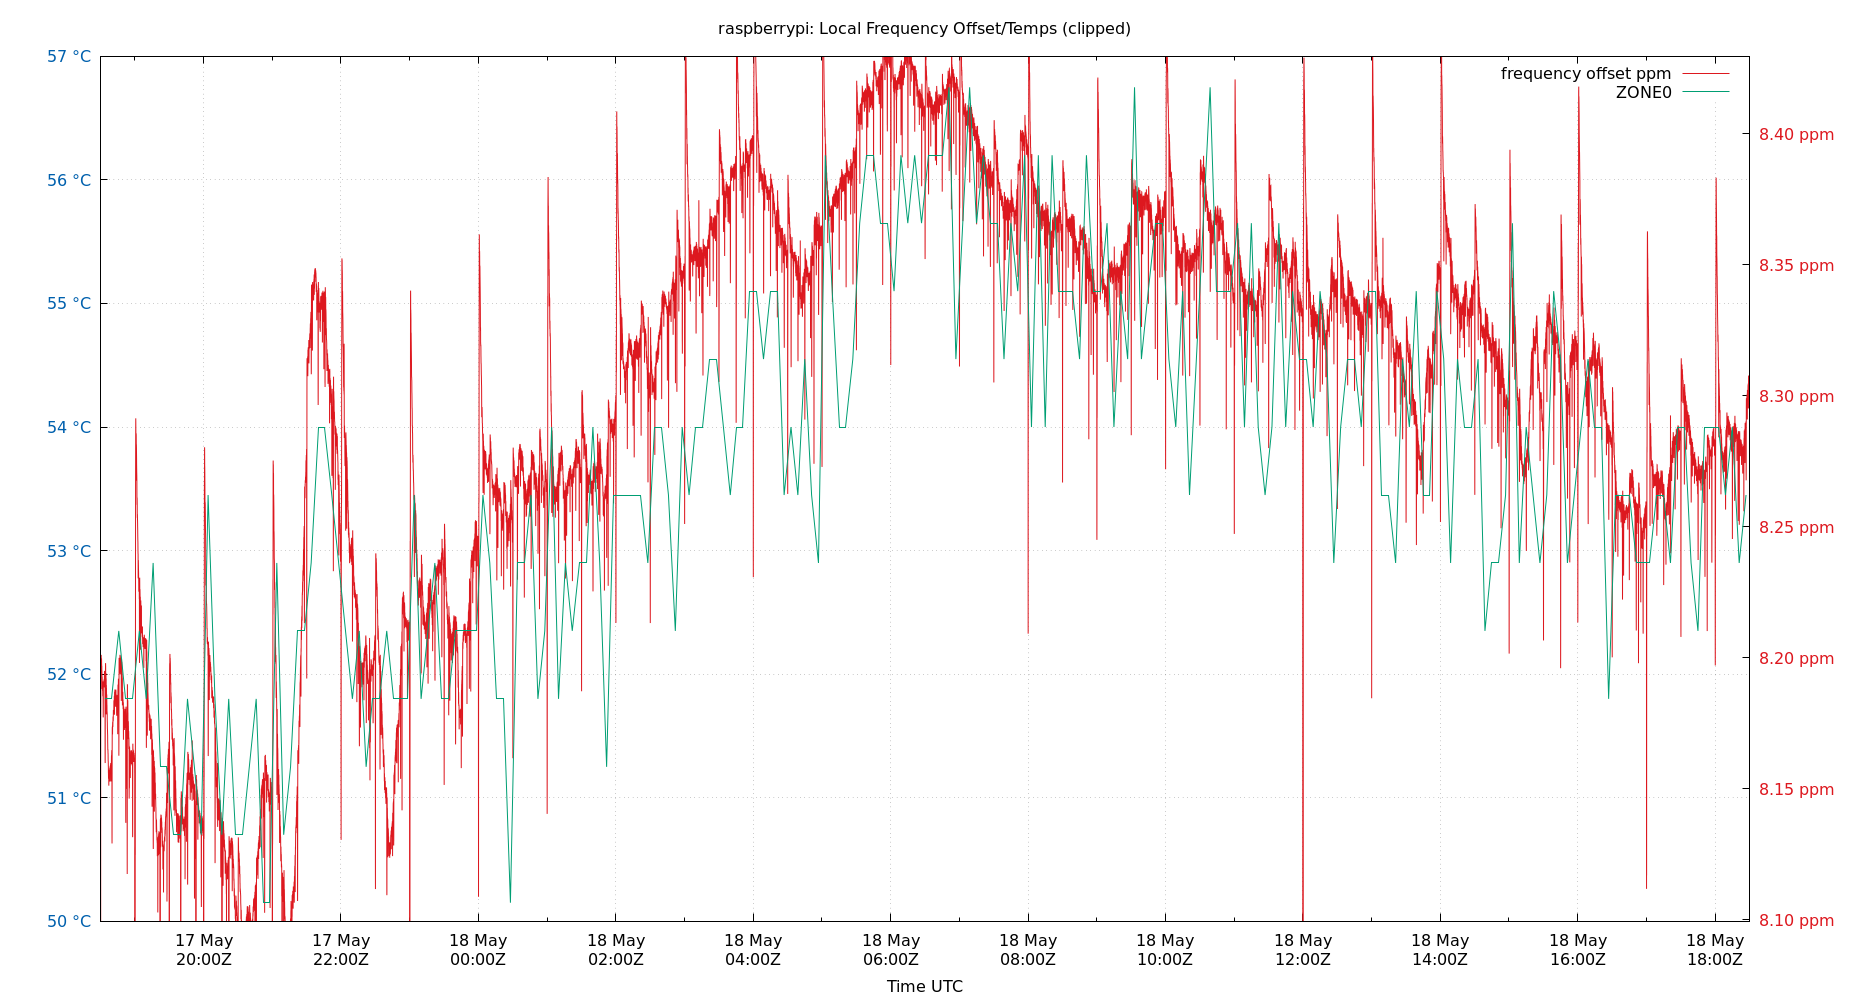 raspberrypi: Local Frequency Offset/Temps (clipped)
57 °C
56 °C
55 °C
54 °C
53 °C
52 °C
51 °C
50 °C
frequency offset ppm
ZONE0
8.40 ppm
8.35 ppm
8.30 ppm
8.25 ppm
8.20 ppm
8.15 ppm
8.10 ppm
17 May 17 May 18 May 18 May 18 May 18 May 18 May 18 May 18 May 18 May 18 May 18 May
20:00Z 22:00Z 00:00Z 02:00Z 04:00Z 06:00Z 08:00Z 10:00Z 12:00Z 14:00Z 16:00Z 18:00Z
Time UTC